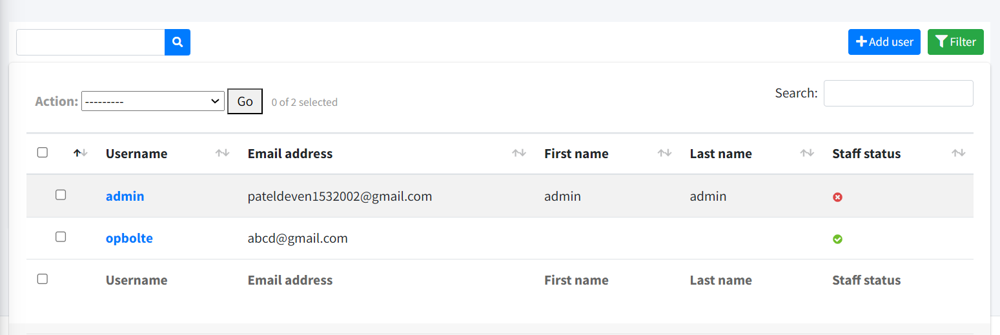 Add user Filter
Action: --------- Go 0 of 2 selected Search:
Username Email address First name Last name Staff status
admin pateldeven1532002@gmail.com admin admin
opbolte abcd@gmail.com
Username Email address First name Last name Staff status